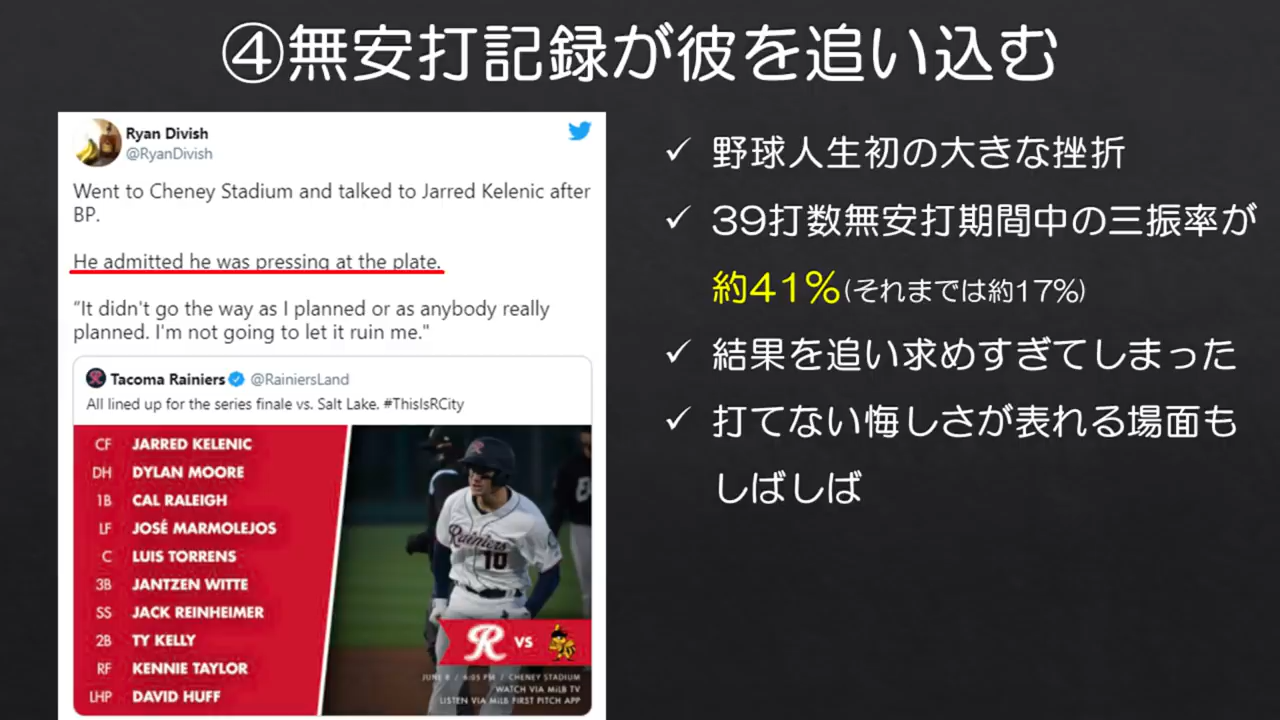 ④無安打記録が彼を追い込む
Ryan Divish
@RyanDivish
Went to Cheney Stadium and talked to Jarred Kelenic after
BP.
He admitted he was pressing at the plate.
“It didn't go the way as I planned or as anybody really
planned. I'm not going to let it ruin me."
Tacoma Rainiers @RainiersLand
All lined up for the series finale vs. Salt Lake. #ThisIsRCity
CF JARRED KELENIC
DH DYLAN MOORE
1B CAL RALEIGH
LF JOSÉ MARMOLEJOS
C LUIS TORRENS
3B JANTZEN WITTE
SS JACK REINHEIMER
2B TY KELLY
RF KENNIE TAYLOR
LHP DAVID HUFF
Rainiers
10
R VS
JUNE 8 / 6:05 PM / CHENEY STADIUM
WATCH VIA MiLB TV
LISTEN VIA MiLB FIRST PITCH APP
✓ 野球人生初の大きな挫折
✓ 39打数無安打期間中の三振率が
約41%(それまでは約17%)
✓ 結果を追い求めすぎてしまった
✓ 打てない悔しさが表れる場面も
しばしば